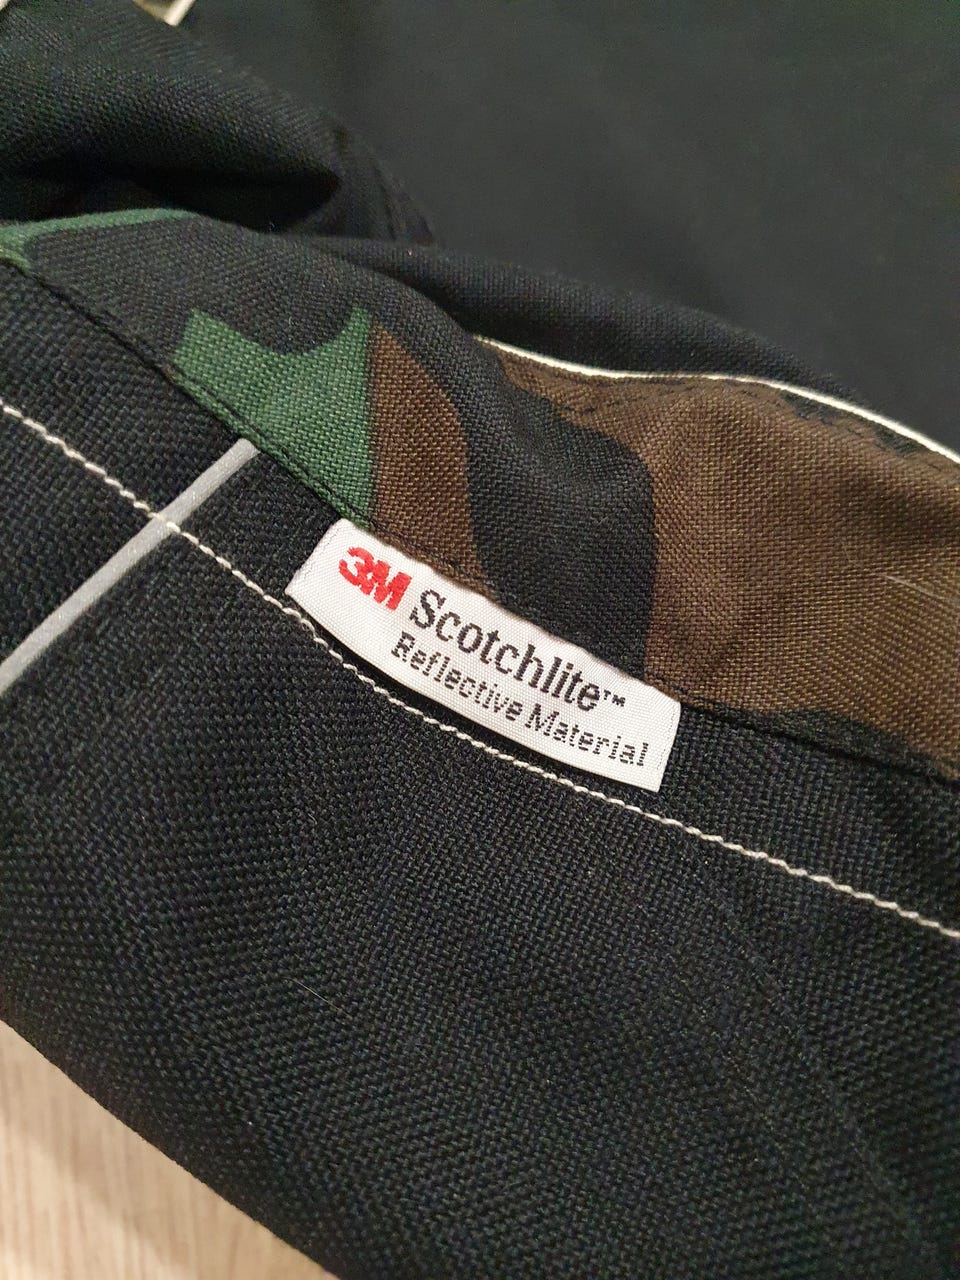 3M Scotchlite™
Reflective Material